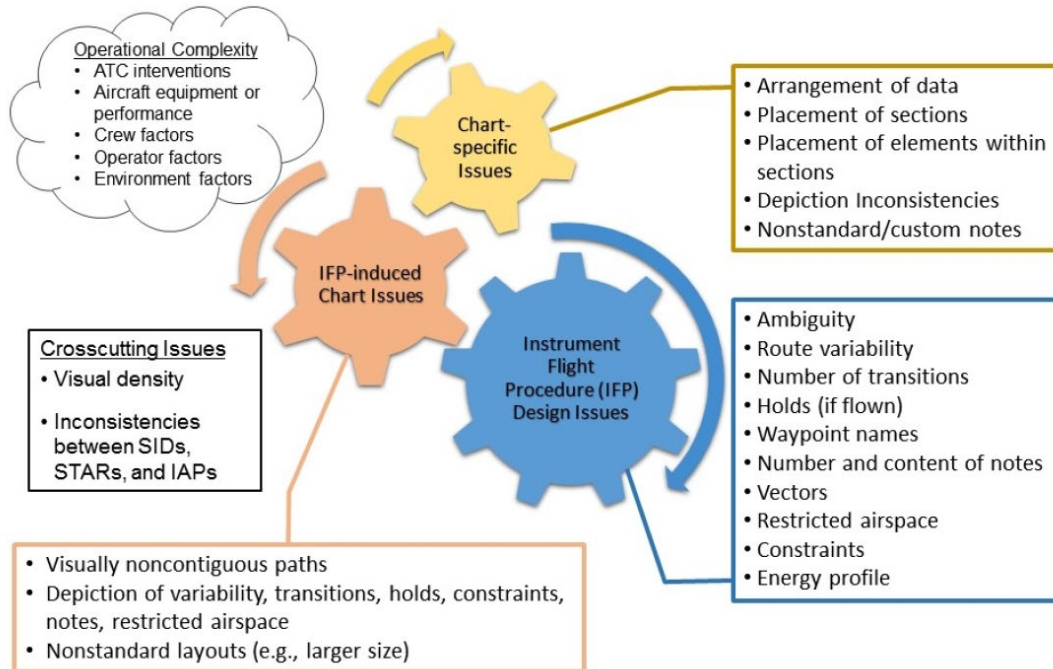 Operational Complexity
• ATC interventions
• Aircraft equipment or
performance
• Crew factors
• Operator factors
• Environment factors
Chart-
specific
Issues
• Arrangement of data
• Placement of sections
• Placement of elements within
sections
• Depiction Inconsistencies
• Nonstandard/custom notes
IFP-induced
Chart Issues
Instrument
Flight
Procedure (IFP)
Design Issues
• Ambiguity
• Route variability
• Number of transitions
• Holds (if flown)
• Waypoint names
• Number and content of notes
• Vectors
• Restricted airspace
• Constraints
• Energy profile
Crosscutting Issues
• Visual density
• Inconsistencies
between SIDs,
STARs, and IAPs
• Visually noncontiguous paths
• Depiction of variability, transitions, holds, constraints,
notes, restricted airspace
• Nonstandard layouts (e.g., larger size)